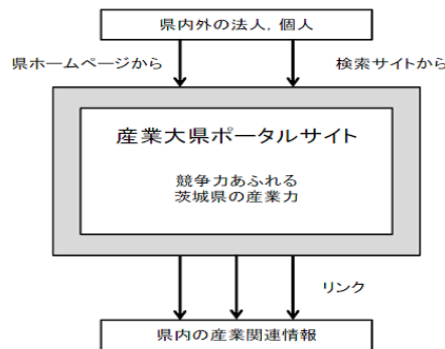 県内外の法人，個人
県ホームページから
検索サイトから
産業大県ポータルサイト
競争力あふれる
茨城県の産業力
リンク
県内の産業関連情報